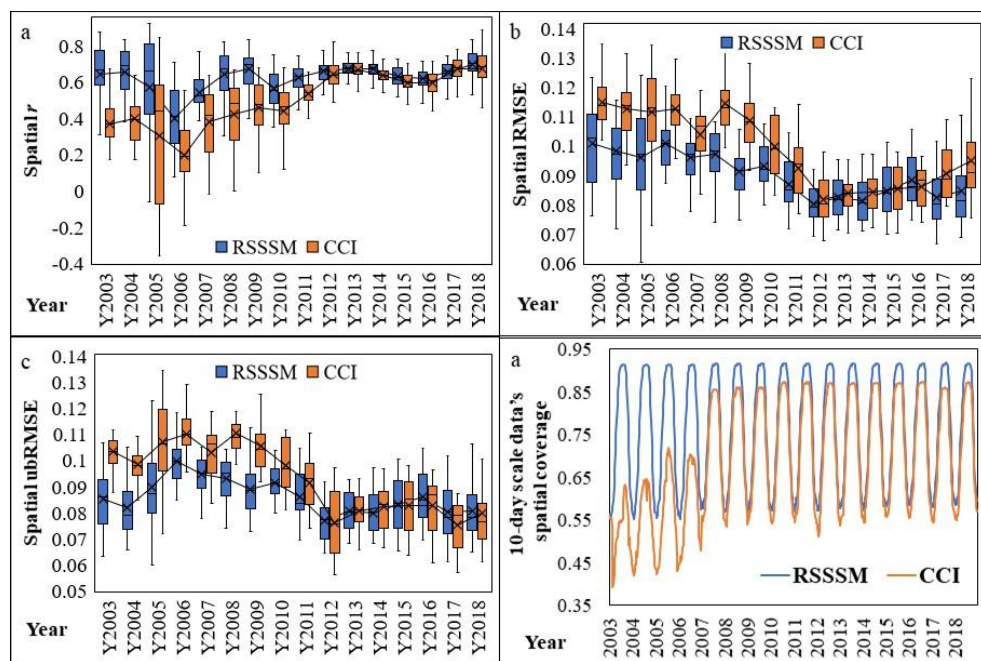 a
0.8
0.6
0.4
0.2
0
-0.2
-0.4
Spatial r
RSSSM CCI
Year
Y2003
Y2004
Y2005
Y2006
Y2007
Y2008
Y2009
Y2010
Y2011
Y2012
Y2013
Y2014
Y2015
Y2016
Y2017
Y2018
b
0.14
0.13
0.12
0.11
0.1
0.09
0.08
0.07
0.06
Spatial RMSE
RSSSM CCI
Year
Y2003
Y2004
Y2005
Y2006
Y2007
Y2008
Y2009
Y2010
Y2011
Y2012
Y2013
Y2014
Y2015
Y2016
Y2017
Y2018
c
0.14
0.13
0.12
0.11
0.1
0.09
0.08
0.07
0.06
0.05
Spatial ubRMSE
RSSSM CCI
Year
Y2003
Y2004
Y2005
Y2006
Y2007
Y2008
Y2009
Y2010
Y2011
Y2012
Y2013
Y2014
Y2015
Y2016
Y2017
Y2018
a
0.95
0.85
0.75
0.65
0.55
0.45
0.35
10-day scale data's
spatial coverage
RSSSM CCI
Year
2003
2004
2005
2006
2007
2008
2009
2010
2011
2012
2013
2014
2015
2016
2017
2018